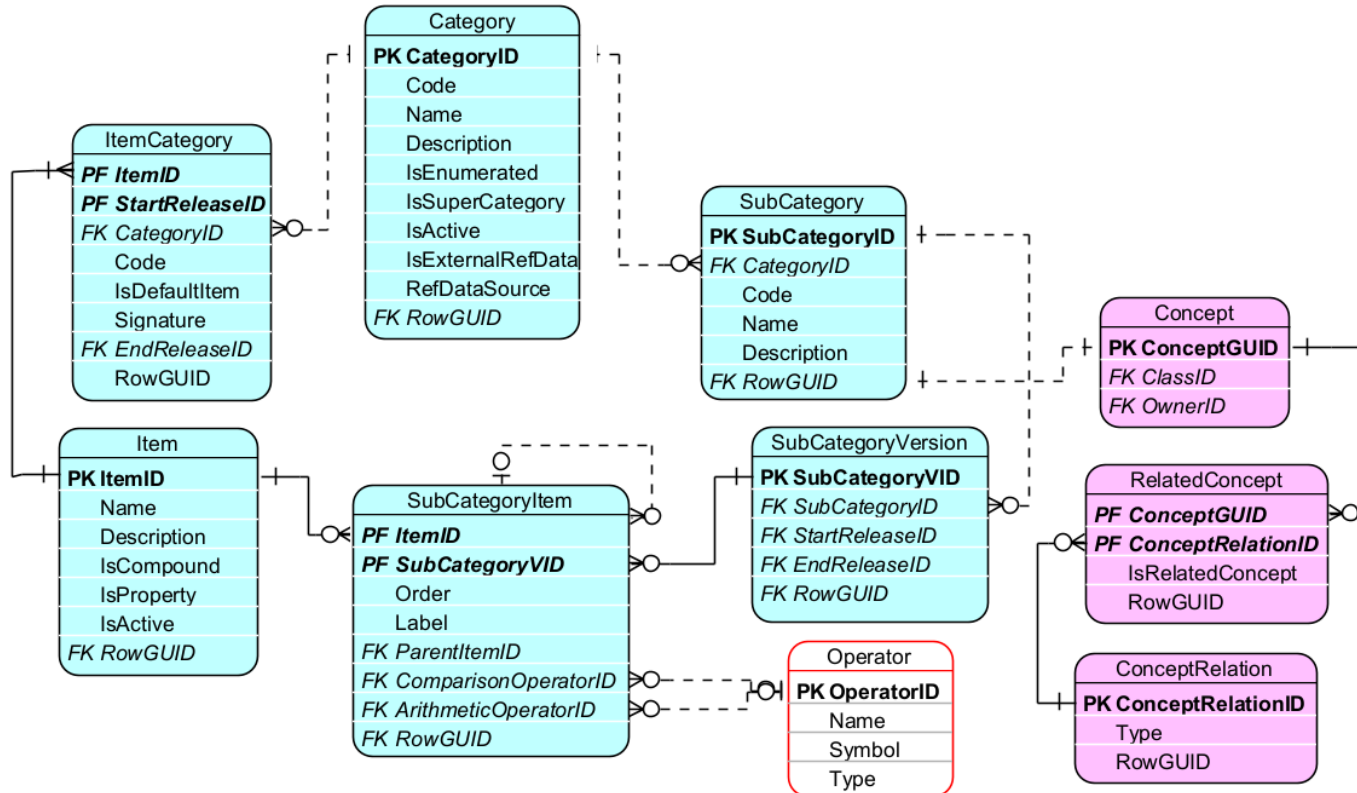 Category
PK CategoryID
Code
Name
Description
IsEnumerated
IsSuperCategory
IsActive
IsExternalRefData
RefDataSource
FK RowGUID
ItemCategory
PF ItemID
PF StartReleaseID
FK CategoryID
Code
IsDefaultItem
Signature
FK EndReleaseID
RowGUID
SubCategory
PK SubCategoryID
FK CategoryID
Code
Name
Description
FK RowGUID
Concept
PK ConceptGUID
FK ClassID
FK OwnerID
Item
PK ItemID
Name
Description
IsCompound
IsProperty
IsActive
FK RowGUID
SubCategoryItem
PF ItemID
PF SubCategoryVID
Order
Label
FK ParentItemID
FK ComparisonOperatorID
FK ArithmeticOperatorID
FK RowGUID
SubCategoryVersion
PK SubCategoryVID
FK SubCategoryID
FK StartReleaseID
FK EndReleaseID
FK RowGUID
RelatedConcept
PF ConceptGUID
PF ConceptRelationID
IsRelatedConcept
RowGUID
Operator
PK OperatorID
Name
Symbol
Type
ConceptRelation
PK ConceptRelationID
Type
RowGUID